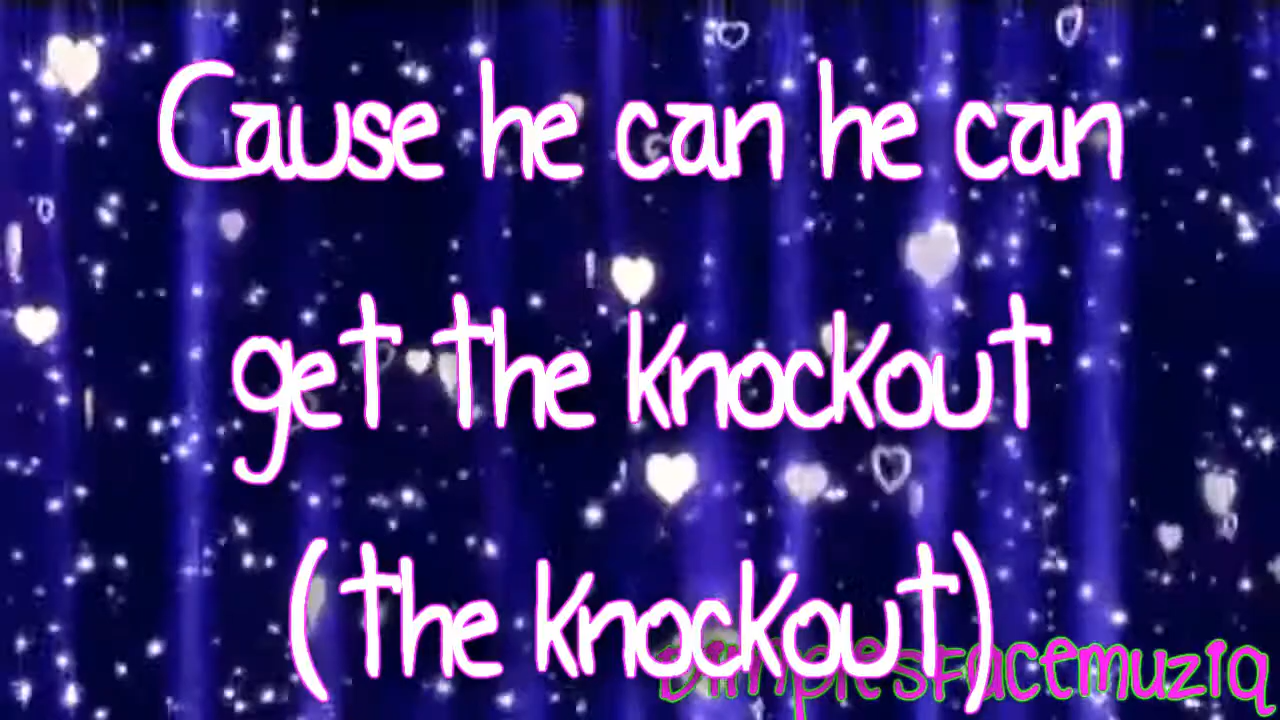 Cause he can he can
get the knockout
(the knockout)
Dimplesfacemuziq